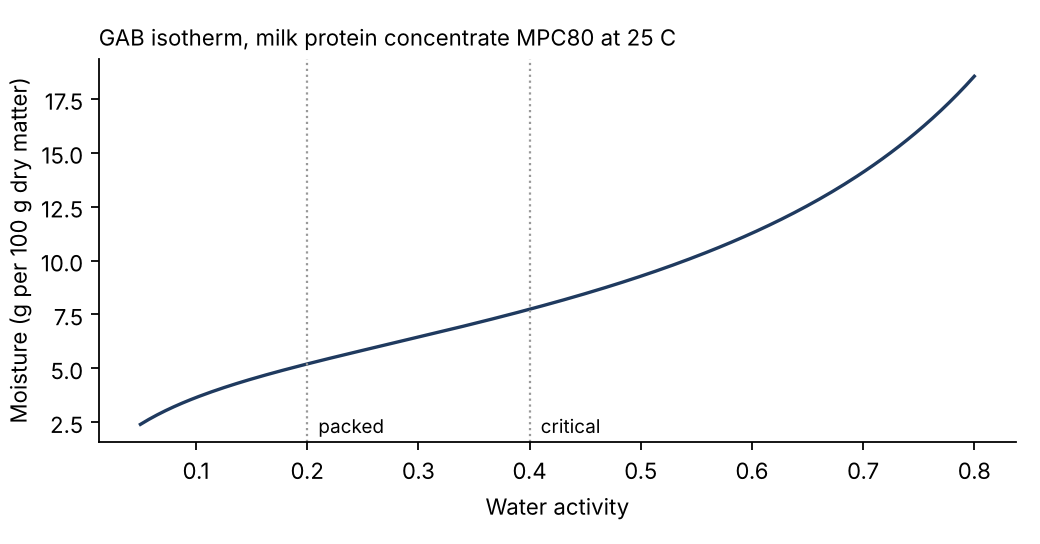 GAB isotherm, milk protein concentrate MPC80 at 25 C
Moisture (g per 100 g dry matter)
17.5
15.0
12.5
10.0
7.5
5.0
2.5
packed
critical
0.1 0.2 0.3 0.4 0.5 0.6 0.7 0.8
Water activity